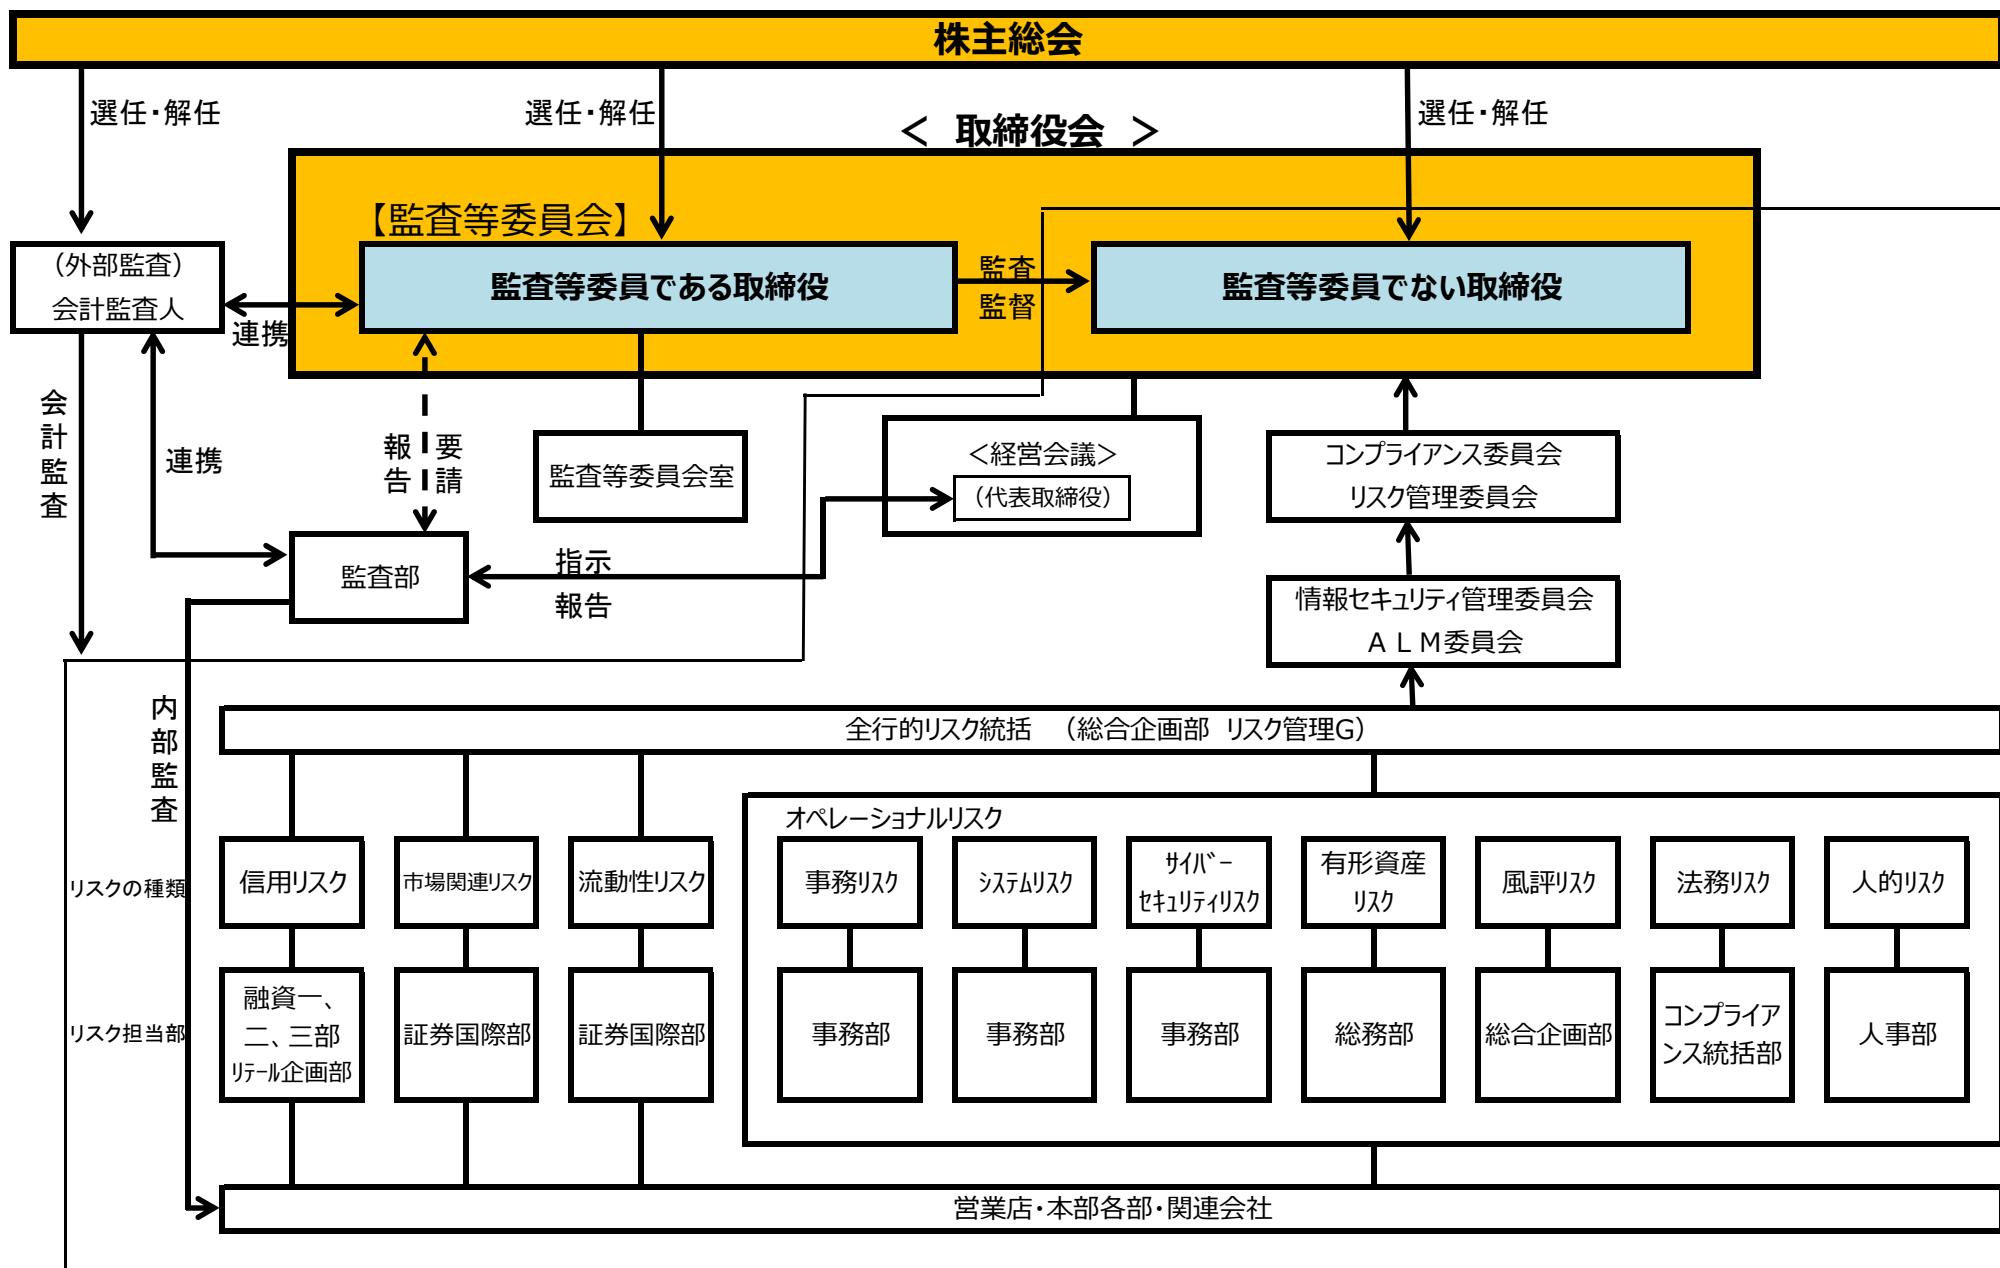 株主総会
選任・解任
選任・解任
選任・解任
＜ 取締役会 ＞
【監査等委員会】
（外部監査）
会計監査人
監査等委員である取締役
監査
監督
監査等委員でない取締役
連携
会計監査
連携
報告
要請
監査等委員会室
＜経営会議＞
（代表取締役）
コンプライアンス委員会
リスク管理委員会
監査部
指示
報告
情報セキュリティ管理委員会
ＡＬＭ委員会
内部監査
全行的リスク統括 （総合企画部 リスク管理G）
オペレーショナルリスク
リスクの種類
信用リスク
市場関連リスク
流動性リスク
事務リスク
システムリスク
サイバー
セキュリティリスク
有形資産
リスク
風評リスク
法務リスク
人的リスク
リスク担当部
融資一、
二、三部
リテール企画部
証券国際部
証券国際部
事務部
事務部
事務部
総務部
総合企画部
コンプライア
ンス統括部
人事部
営業店・本部各部・関連会社